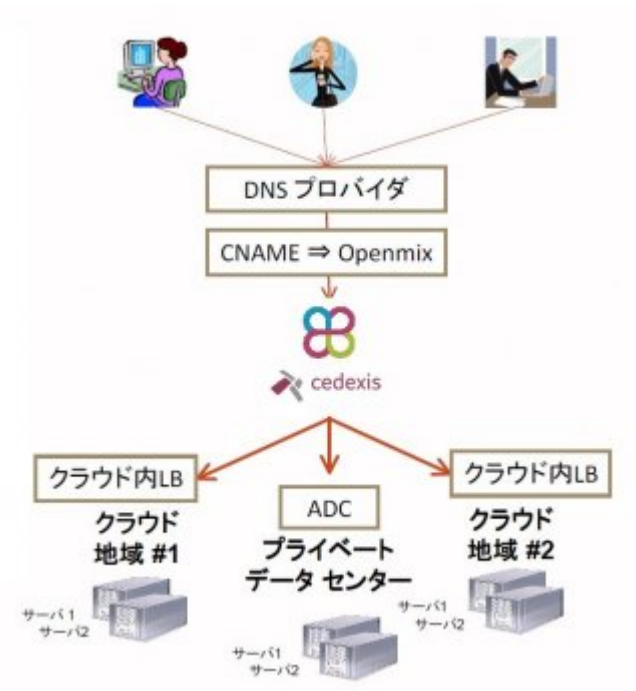 DNS プロバイダ
CNAME ⇒ Openmix
cedexis
クラウド内LB
クラウド
地域 #1
サーバ 1
サーバ2
ADC
プライベート
データ センター
サーバ1
サーバ2
クラウド内LB
クラウド
地域 #2
サーバ1
サーバ2